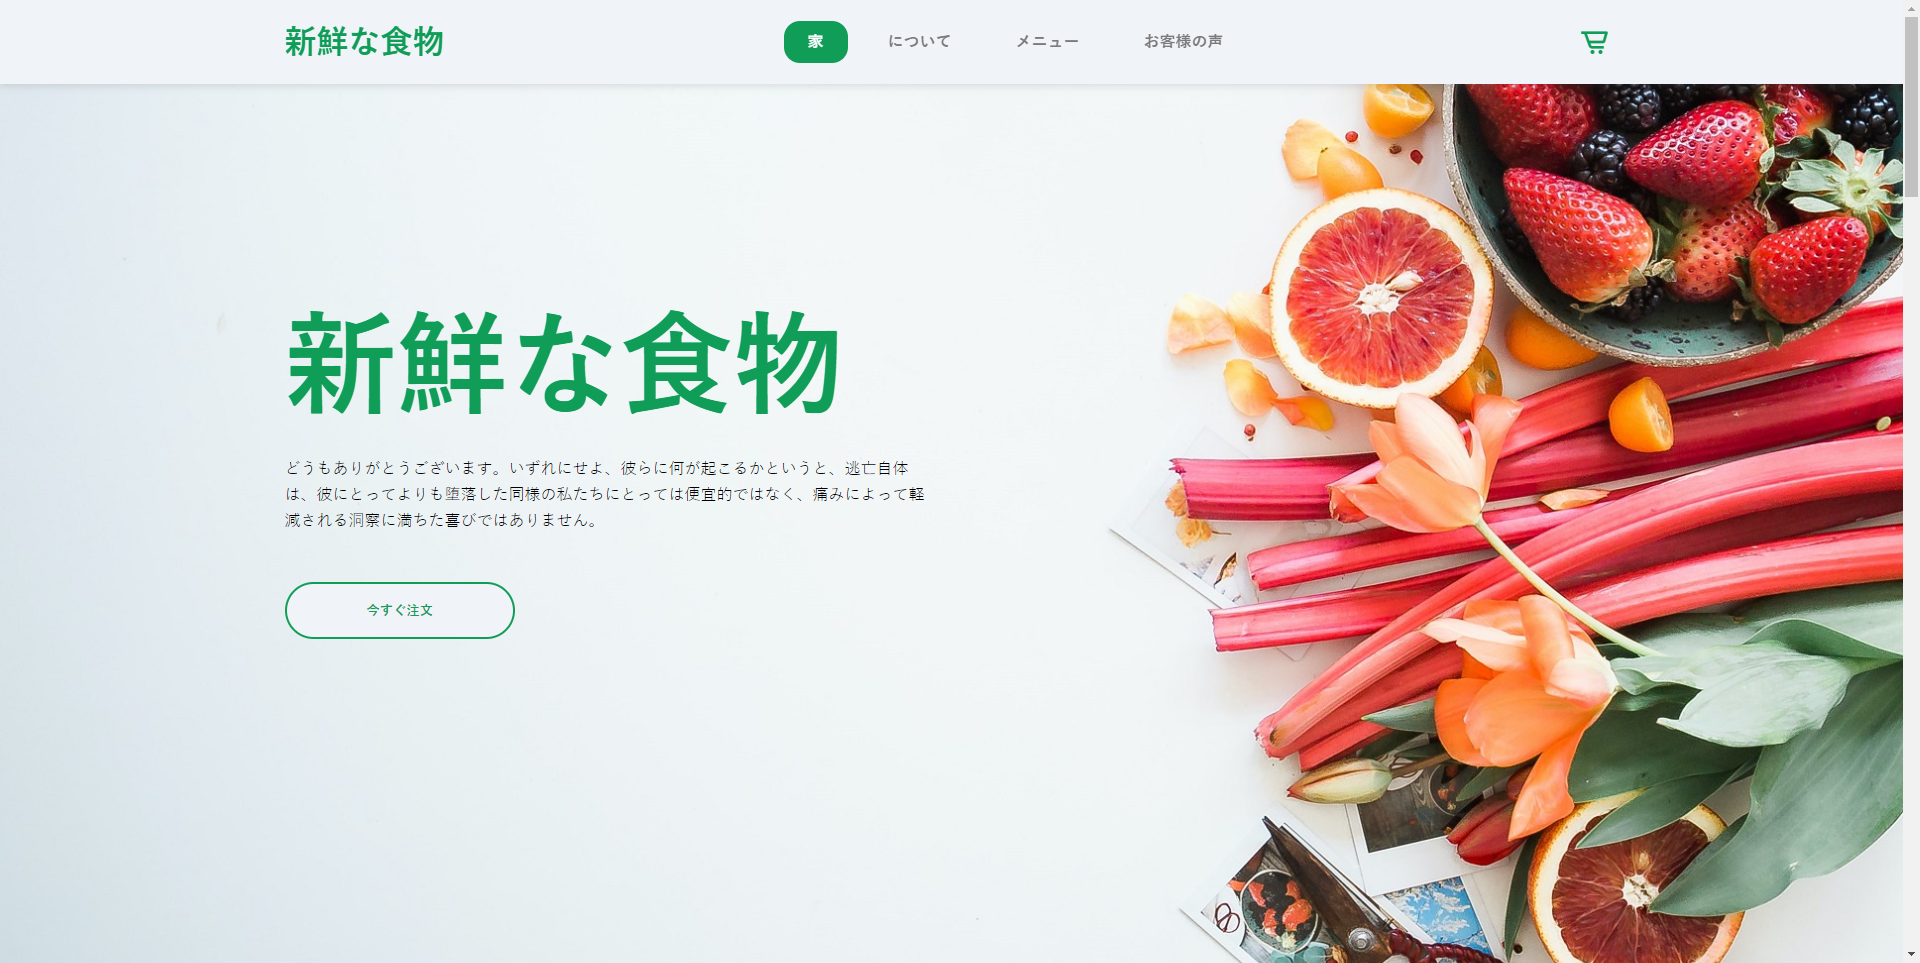 新鮮な食物
家
について
メニュー
お客様の声
新鮮な食物
どうもありがとうございます。いずれにせよ、彼らに何が起こるかというと、逃亡自体
は、彼にとってよりも堕落した同様の私たちにとっては便宜的ではなく、痛みによって軽
減される洞察に満ちた喜びではありません。
今すぐ注文